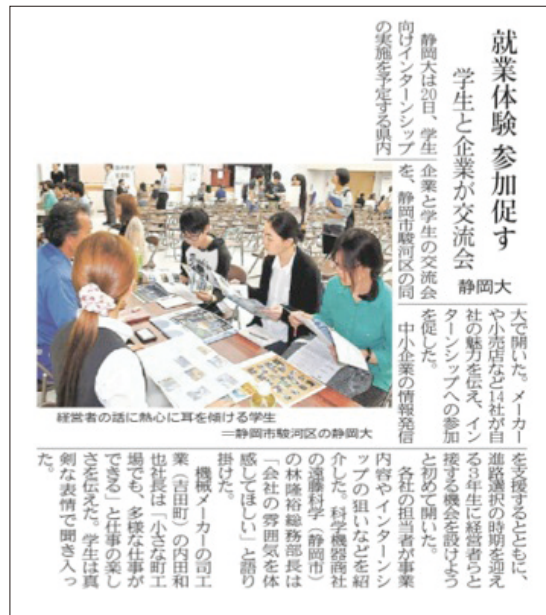 就業体験 参加促す
学生と企業が交流会
静岡大
静岡大は20日、学生
向けインターンシップ
の実施を予定する県内
企業と学生の交流会
を、静岡市駿河区の同
大で開いた。メーカー
や小売店など14社が自
社の魅力を伝え、イン
ターンシップへの参加
を促した。
中小企業の情報発信
を支援するとともに、
進路選択の時期を迎え
る3年生に経営者らと
接する機会を設けよう
と初めて開いた。
各社の担当者が事業
内容やインターンシ
ップの狙いなどを紹
介した。科学機器商社
の遠藤科学（静岡市）
の林隆裕総務部長は
「会社の雰囲気を体
感してほしい」と語り
掛けた。
機械メーカーの司工
業（吉田町）の内田和
也社長は「小さな町工
場でも、多様な仕事が
できる」と仕事の楽し
さを伝えた。学生は真
剣な表情で聞き入っ
た。
経営者の話に熱心に耳を傾ける学生
＝静岡市駿河区の静岡大